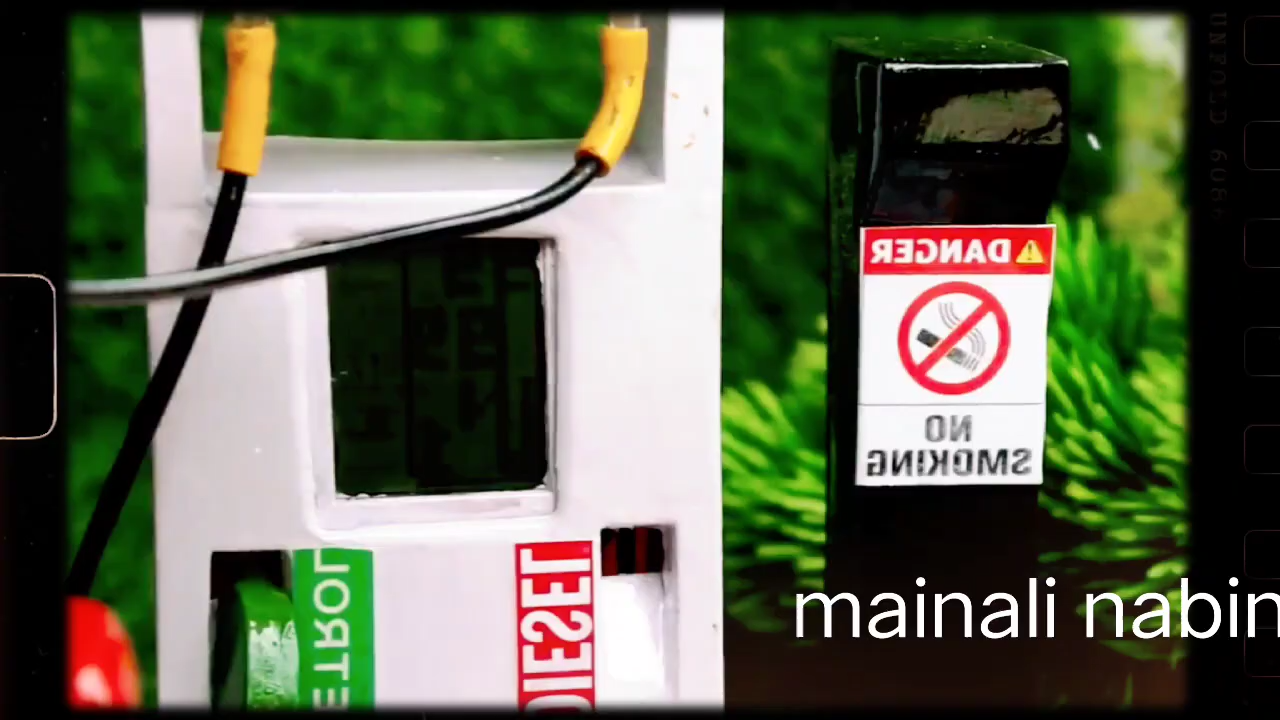 PETROL
DIESEL
DANGER
NO
SMOKING
mainali nabin